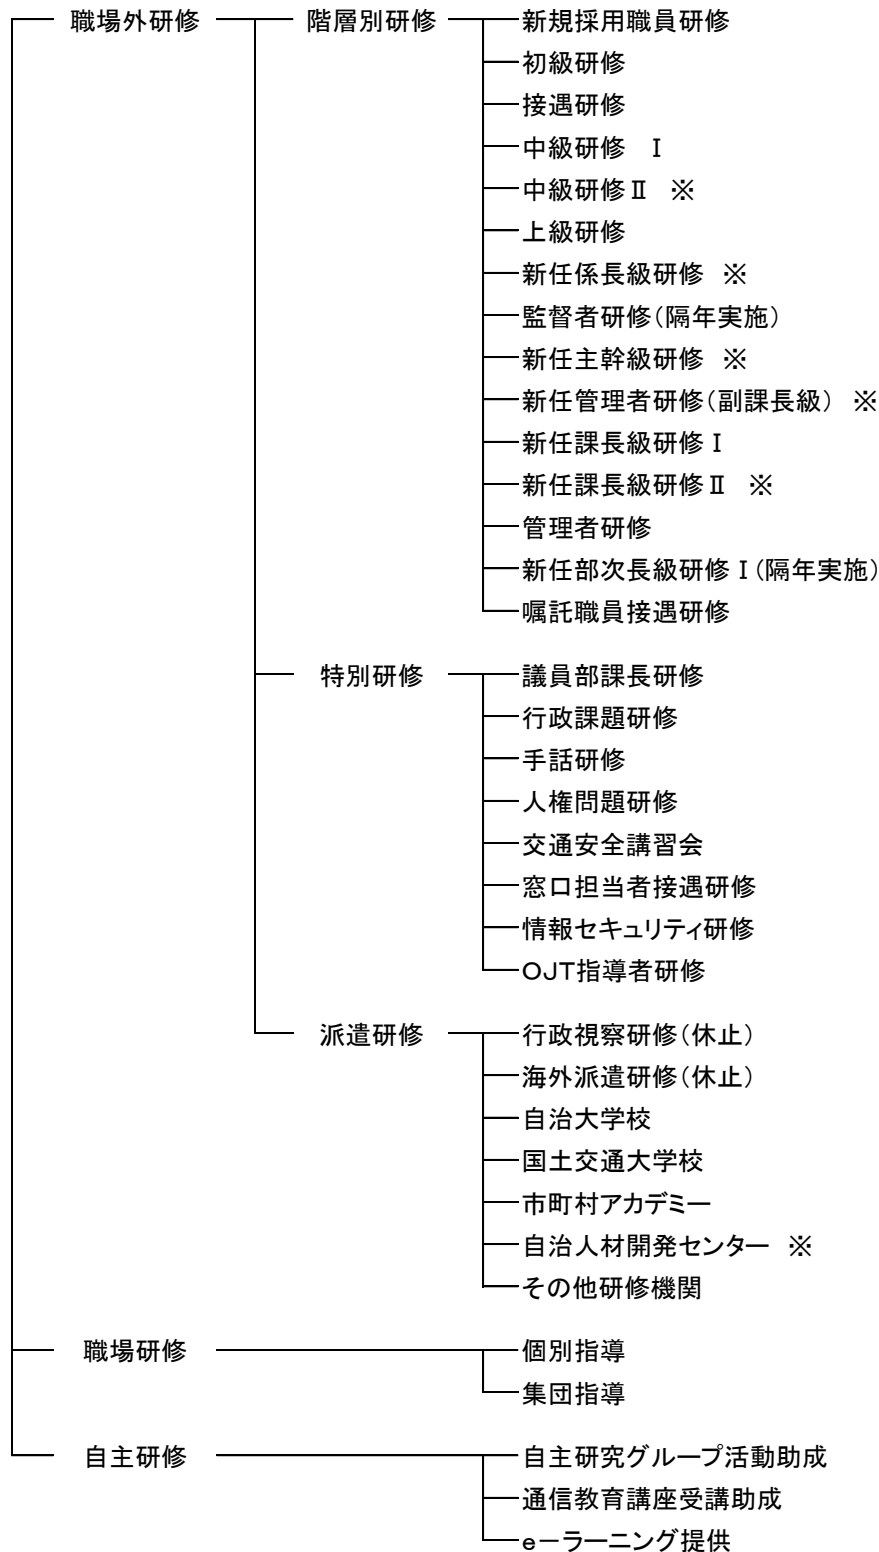 職場外研修 階層別研修 新規採用職員研修
初級研修
接遇研修
中級研修 Ⅰ
中級研修Ⅱ ※
上級研修
新任係長級研修 ※
監督者研修(隔年実施)
新任主幹級研修 ※
新任管理者研修(副課長級) ※
新任課長級研修Ⅰ
新任課長級研修Ⅱ ※
管理者研修
新任部次長級研修Ⅰ(隔年実施)
嘱託職員接遇研修
特別研修 議員部課長研修
行政課題研修
手話研修
人権問題研修
交通安全講習会
窓口担当者接遇研修
情報セキュリティ研修
OJT指導者研修
派遣研修 行政視察研修(休止)
海外派遣研修(休止)
自治大学校
国土交通大学校
市町村アカデミー
自治人材開発センター ※
その他研修機関
職場研修 個別指導
集団指導
自主研修 自主研究グループ活動助成
通信教育講座受講助成
e-ラーニング提供